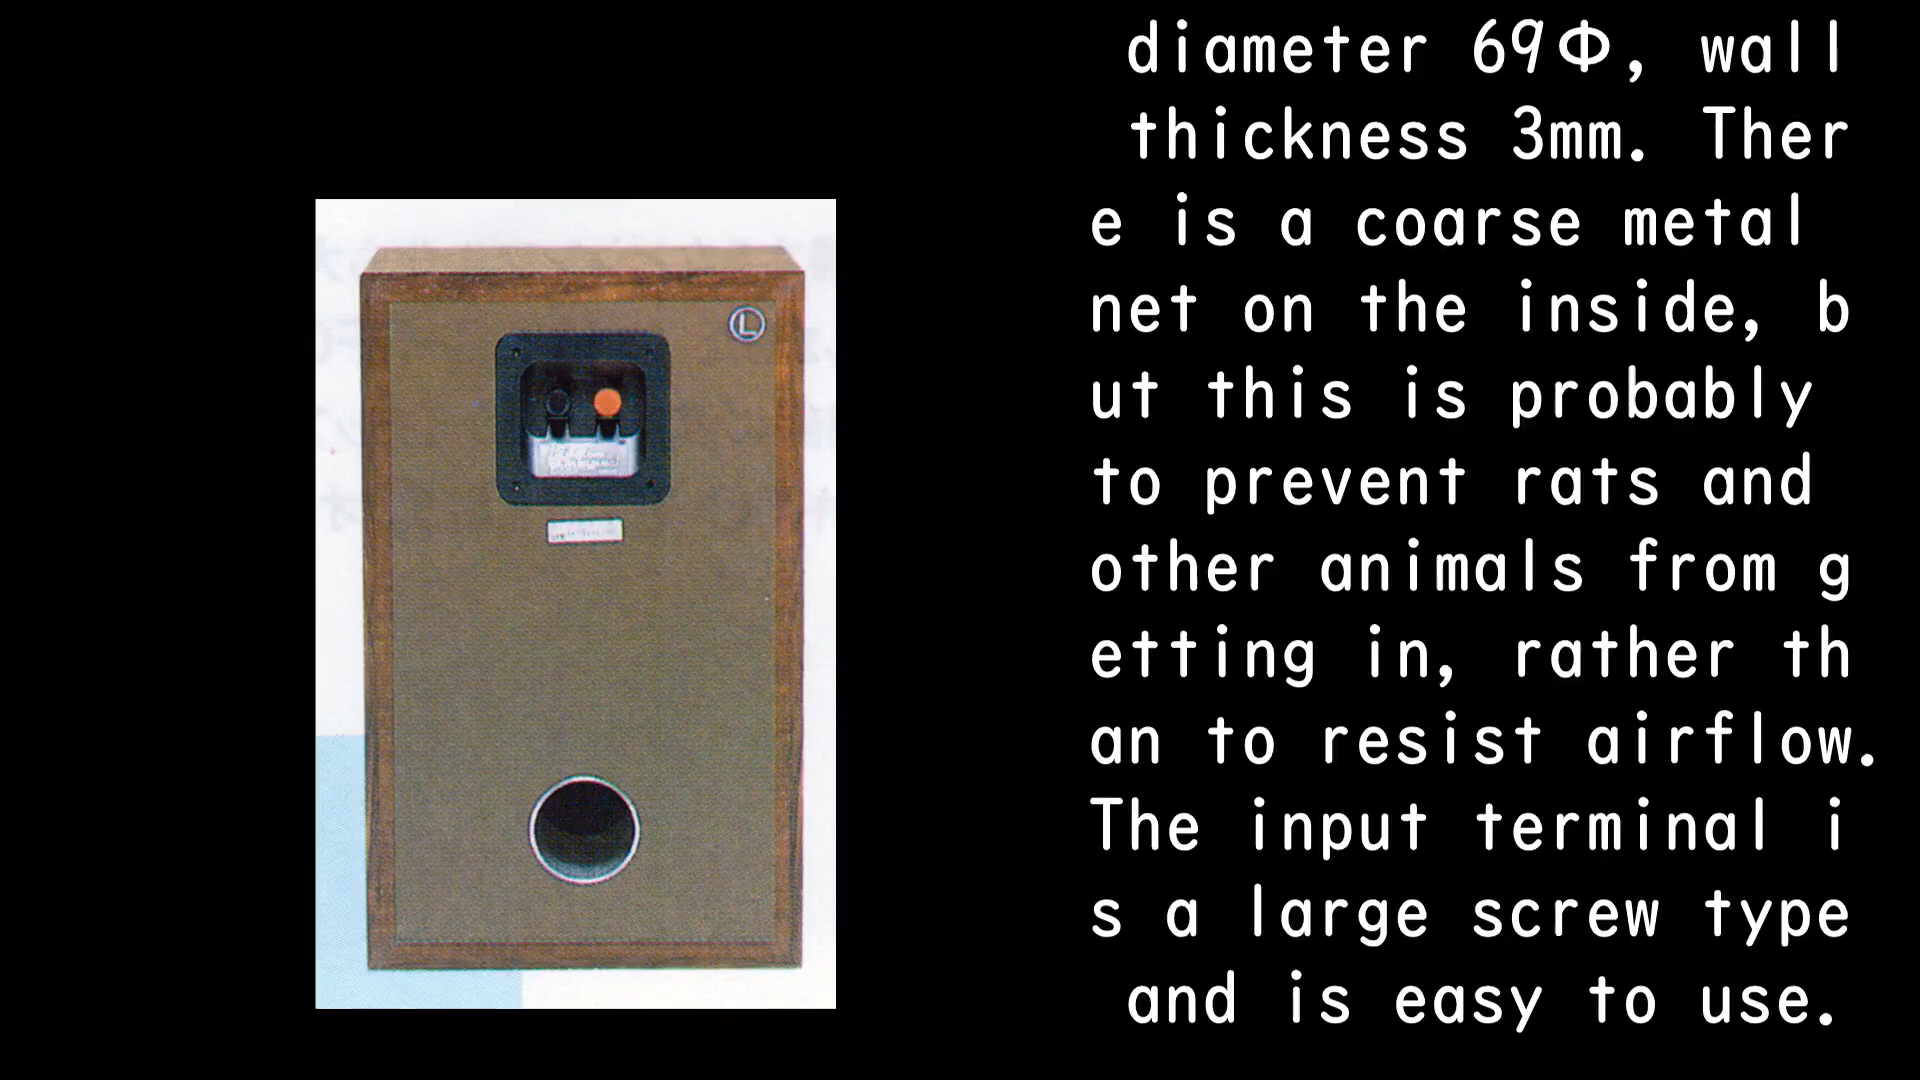 diameter 69Φ, wall
thickness 3mm. Ther
e is a coarse metal
net on the inside, b
ut this is probably
to prevent rats and
other animals from g
etting in, rather th
an to resist airflow.
The input terminal i
s a large screw type
and is easy to use.
L